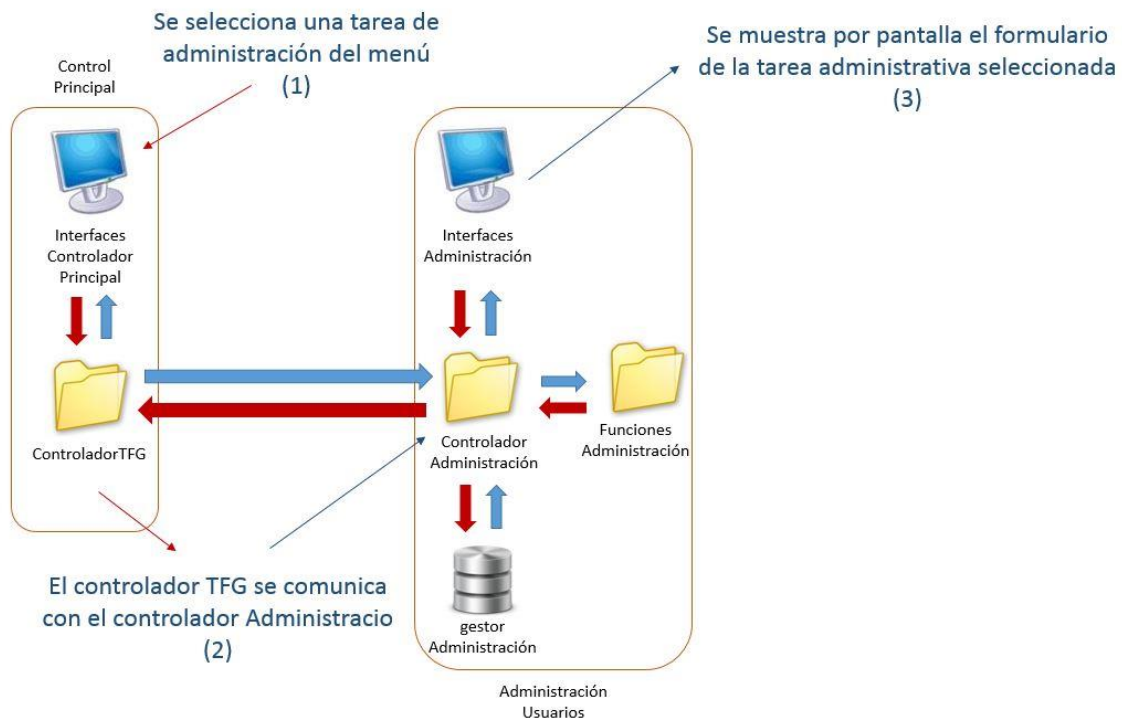 Se selecciona una tarea de
administración del menú
(1)
Se muestra por pantalla el formulario
de la tarea administrativa seleccionada
(3)
Control
Principal
Interfaces
Controlador
Principal
Interfaces
Administración
ControladorTFG
Controlador
Administración
Funciones
Administración
El controlador TFG se comunica
con el controlador Administracio
(2)
gestor
Administración
Administración
Usuarios